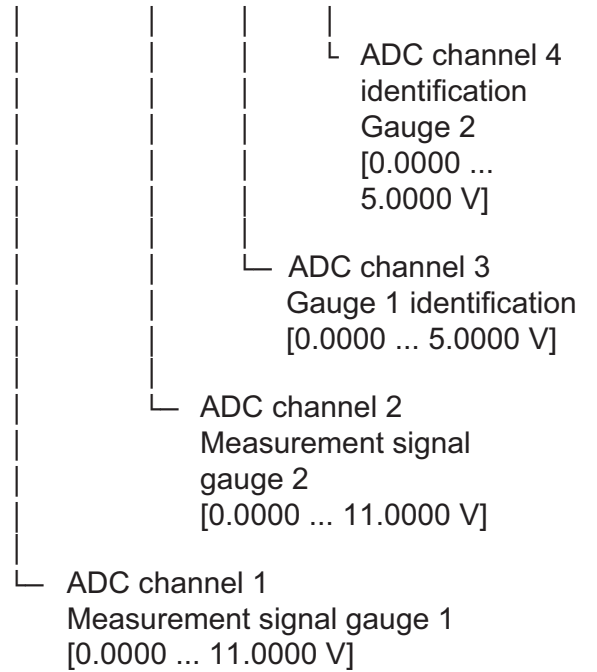 ADC channel 4
identification
Gauge 2
[0.0000 ...
5.0000 V]
ADC channel 3
Gauge 1 identification
[0.0000 ... 5.0000 V]
ADC channel 2
Measurement signal
gauge 2
[0.0000 ... 11.0000 V]
ADC channel 1
Measurement signal gauge 1
[0.0000 ... 11.0000 V]